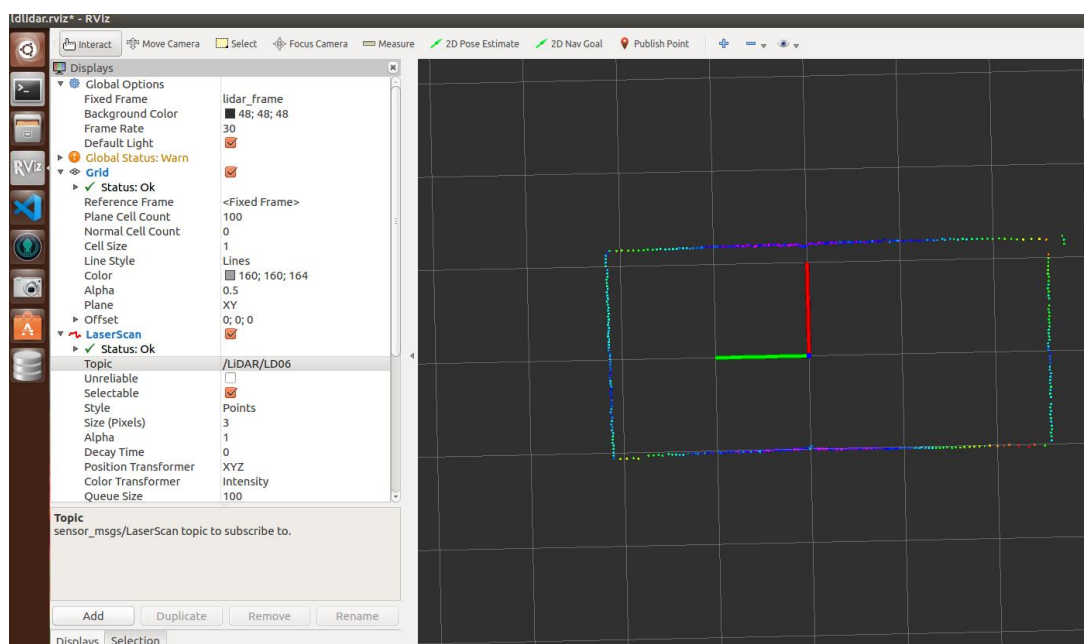 ldlidar.rviz* - RViz
Interact Move Camera Select Focus Camera Measure 2D Pose Estimate 2D Nav Goal Publish Point
Displays
Global Options
Fixed Frame lidar_frame
Background Color 48; 48; 48
Frame Rate 30
Default Light
Global Status: Warn
Grid
Status: Ok
Reference Frame <Fixed Frame>
Plane Cell Count 100
Normal Cell Count 0
Cell Size 1
Line Style Lines
Color 160; 160; 164
Alpha 0.5
Plane XY
Offset 0; 0; 0
LaserScan
Status: Ok
Topic /LiDAR/LD06
Unreliable
Selectable
Style Points
Size (Pixels) 3
Alpha 1
Decay Time 0
Position Transformer XYZ
Color Transformer Intensity
Queue Size 100
Topic
sensor_msgs/LaserScan topic to subscribe to.
Add Duplicate Remove Rename
Displays Selection
RViz